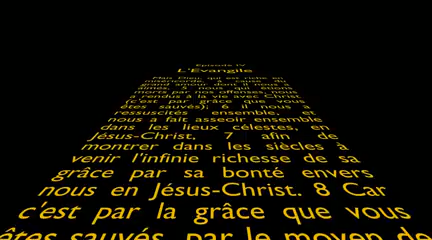 Episode IV
L'Évangile
Mais Dieu, qui est riche en
miséricorde, à cause du
grand amour dont il nous a
aimés, 5 nous qui étions
morts par nos offenses, nous
a rendus à la vie avec Christ
(c'est par grâce que vous
êtes sauvés); 6 il nous a
ressuscités ensemble, et
nous a fait asseoir ensemble
dans les lieux célestes, en
Jésus-Christ, 7 afin de
montrer dans les siècles à
venir l'infinie richesse de sa
grâce par sa bonté envers
nous en Jésus-Christ. 8 Car
c'est par la grâce que vous
êtes sauvés, par le moyen de